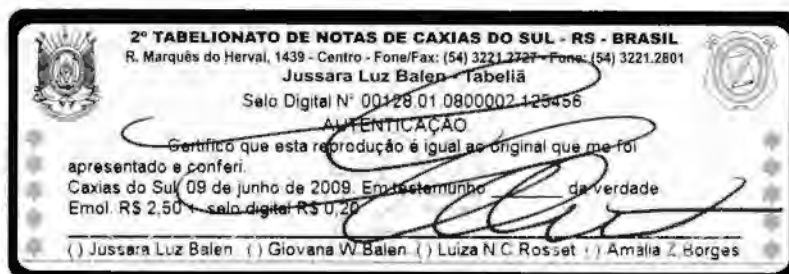 2º TABELIONATO DE NOTAS DE CAXIAS DO SUL - RS - BRASIL
R. Marquês do Herval, 1439 - Centro - Fone/Fax: (54) 3221.2727 - Fone: (54) 3221.2801
Jussara Luz Balen - Tabeliã
Selo Digital N° 00128.01.0800002.125456
AUTENTICAÇÃO
Certifico que esta reprodução é igual ao original que me foi
apresentado e conferi.
Caxias do Sul, 09 de junho de 2009. Em testemunho ______ da verdade
Emol. R$ 2,50 + selo digital R$ 0,20
( ) Jussara Luz Balen ( ) Giovana W.Balen ( ) Luiza N.C.Rosset ( ) Amalia Z.Borges